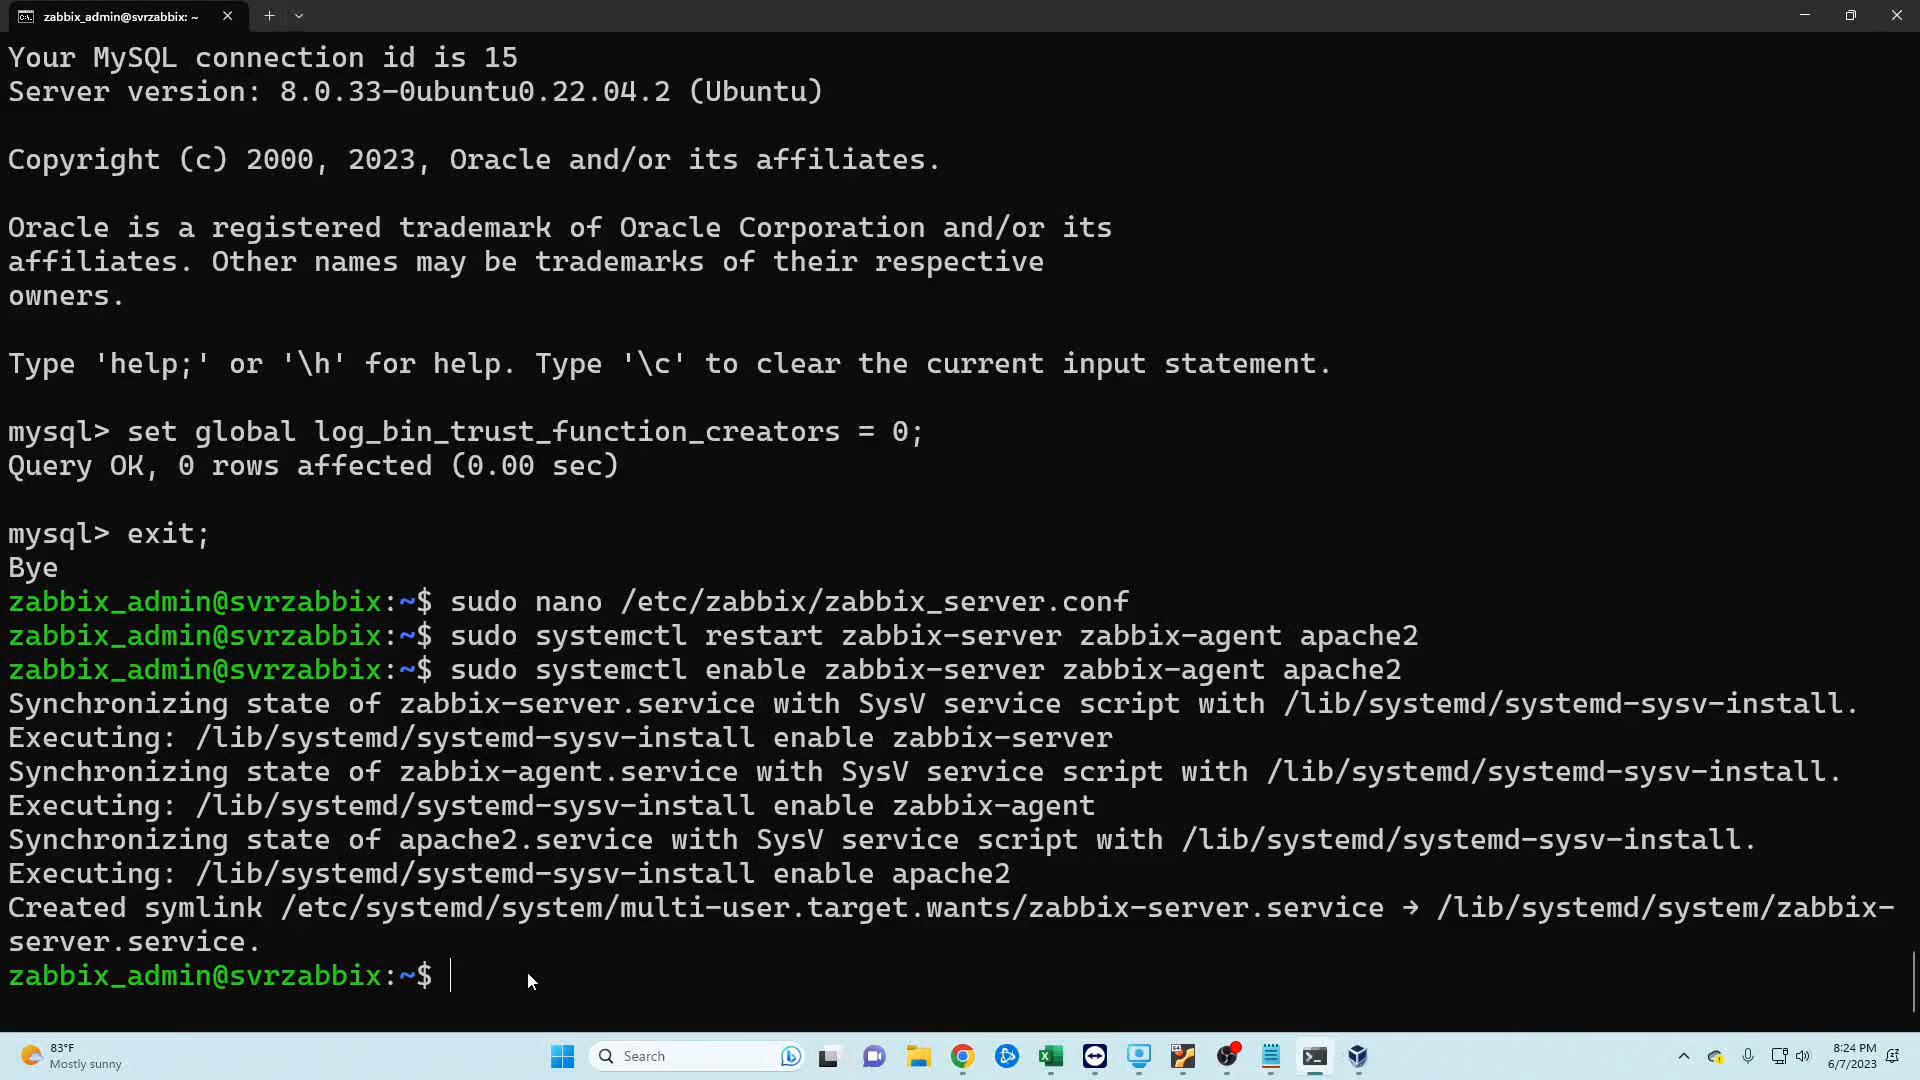 zabbix_admin@svrzabbix: ~
Your MySQL connection id is 15
Server version: 8.0.33-0ubuntu0.22.04.2 (Ubuntu)
Copyright (c) 2000, 2023, Oracle and/or its affiliates.
Oracle is a registered trademark of Oracle Corporation and/or its
affiliates. Other names may be trademarks of their respective
owners.
Type 'help;' or '\h' for help. Type '\c' to clear the current input statement.
mysql> set global log_bin_trust_function_creators = 0;
Query OK, 0 rows affected (0.00 sec)
mysql> exit;
Bye
zabbix_admin@svrzabbix:~$ sudo nano /etc/zabbix/zabbix_server.conf
zabbix_admin@svrzabbix:~$ sudo systemctl restart zabbix-server zabbix-agent apache2
zabbix_admin@svrzabbix:~$ sudo systemctl enable zabbix-server zabbix-agent apache2
Synchronizing state of zabbix-server.service with SysV service script with /lib/systemd/systemd-sysv-install.
Executing: /lib/systemd/systemd-sysv-install enable zabbix-server
Synchronizing state of zabbix-agent.service with SysV service script with /lib/systemd/systemd-sysv-install.
Executing: /lib/systemd/systemd-sysv-install enable zabbix-agent
Synchronizing state of apache2.service with SysV service script with /lib/systemd/systemd-sysv-install.
Executing: /lib/systemd/systemd-sysv-install enable apache2
Created symlink /etc/systemd/system/multi-user.target.wants/zabbix-server.service → /lib/systemd/system/zabbix-
server.service.
zabbix_admin@svrzabbix:~$
83°F
Mostly sunny
Search
8:24 PM
6/7/2023